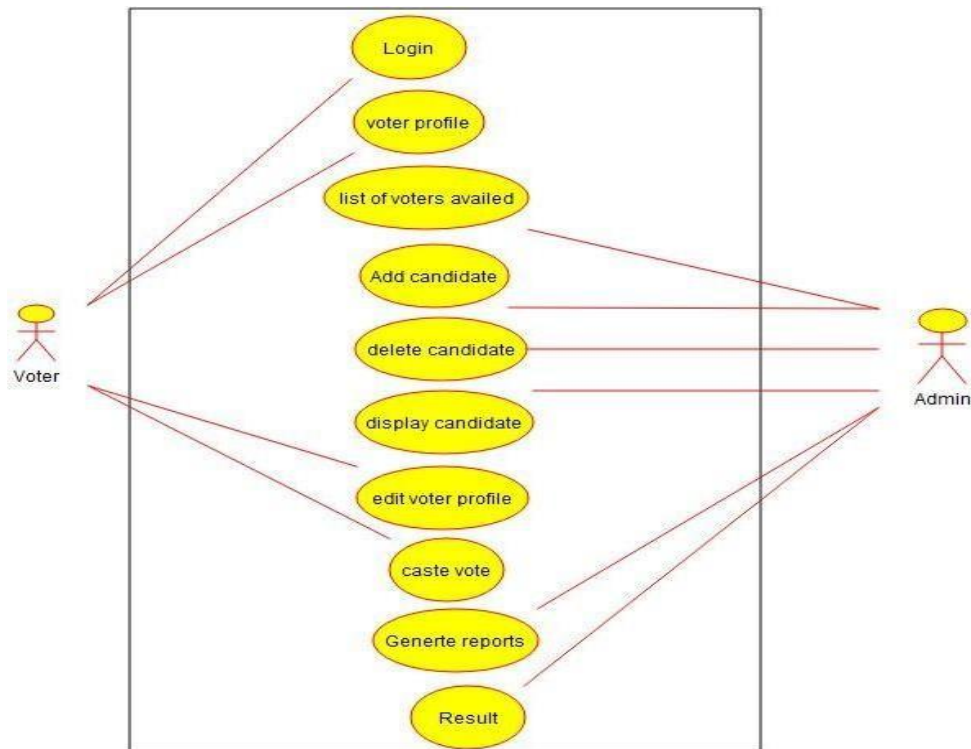 Login
voter profile
list of voters availed
Add candidate
delete candidate
Voter
Admin
display candidate
edit voter profile
caste vote
Generte reports
Result